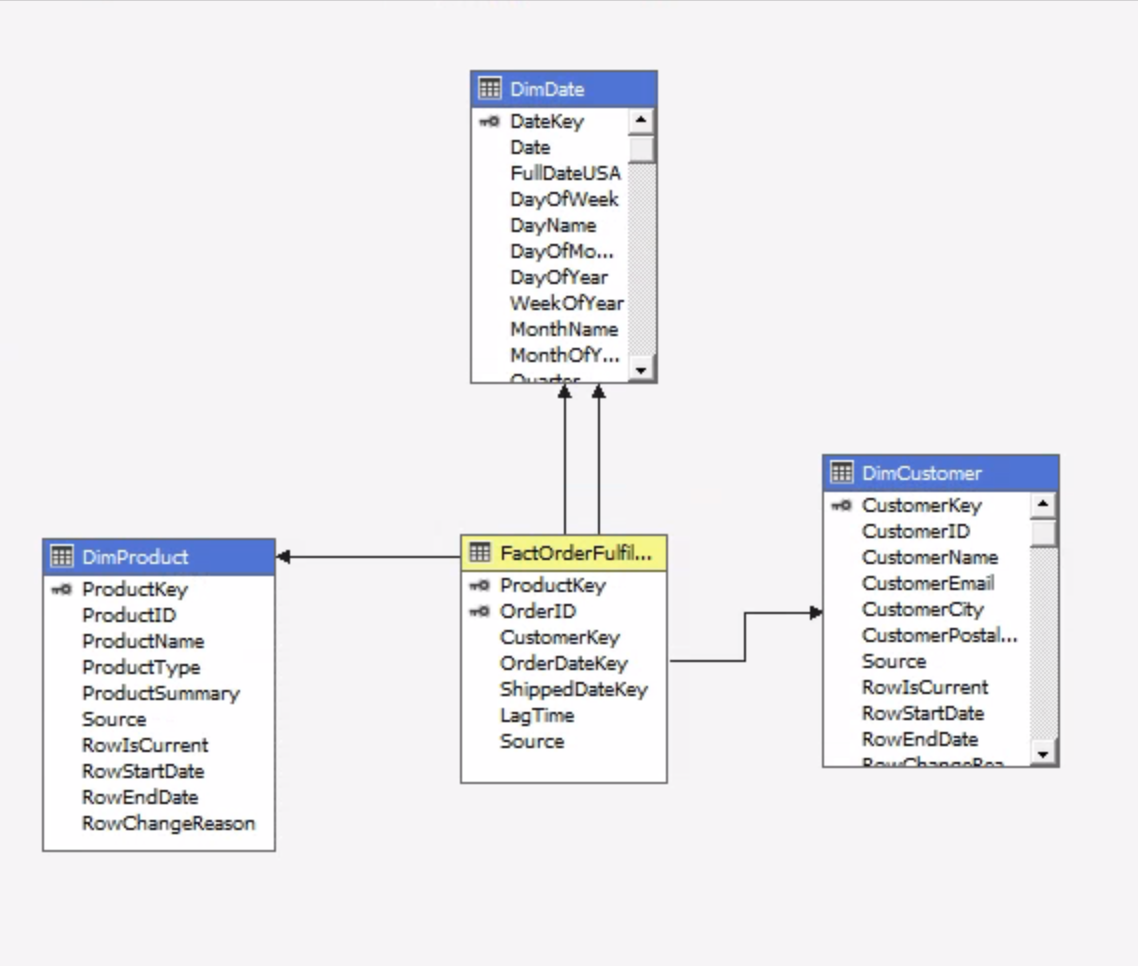 DimDate
DateKey
Date
FullDateUSA
DayOfWeek
DayName
DayOfMo...
DayOfYear
WeekOfYear
MonthName
MonthOfY...
Quarter
DimProduct
ProductKey
ProductID
ProductName
ProductType
ProductSummary
Source
RowIsCurrent
RowStartDate
RowEndDate
RowChangeReason
FactOrderFulfil...
ProductKey
OrderID
CustomerKey
OrderDateKey
ShippedDateKey
LagTime
Source
DimCustomer
CustomerKey
CustomerID
CustomerName
CustomerEmail
CustomerCity
CustomerPostal...
Source
RowIsCurrent
RowStartDate
RowEndDate
RowChangeRea